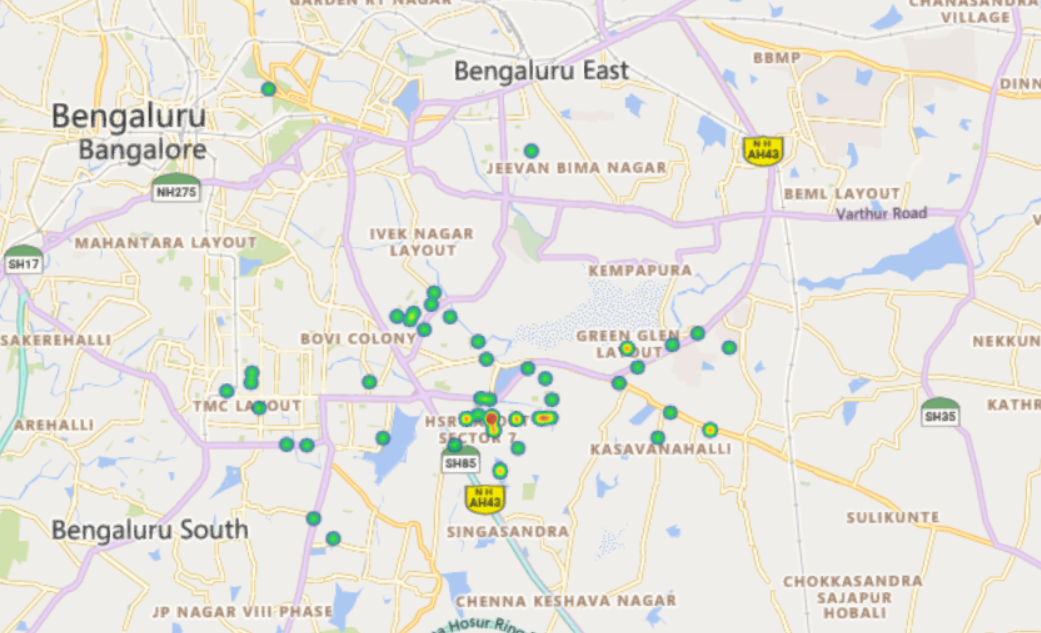 GARDEN RT NAGAR
CHANASANDRA
VILLAGE
BBMP
Bengaluru East
DINN
Bengaluru
Bangalore
NH
AH43
JEEVAN BIMA NAGAR
NH275
BEML LAYOUT
Varthur Road
IVEK NAGAR
LAYOUT
MAHANTARA LAYOUT
SH17
KEMPAPURA
SAKEREHALLI
BOVI COLONY
GREEN GLEN
LAYOUT
NEKKUN
TMC LAYOUT
SH35
KATHR
AREHALLI
HSR LAYOUT
SECTOR 7
KASAVANAHALLI
SH85
NH
AH43
SULIKUNTE
Bengaluru South
SINGASANDRA
CHOKKASANDRA
SAJAPUR
HOBALI
JP NAGAR VIII PHASE
CHENNA KESHAVA NAGAR
a Hosur Ring